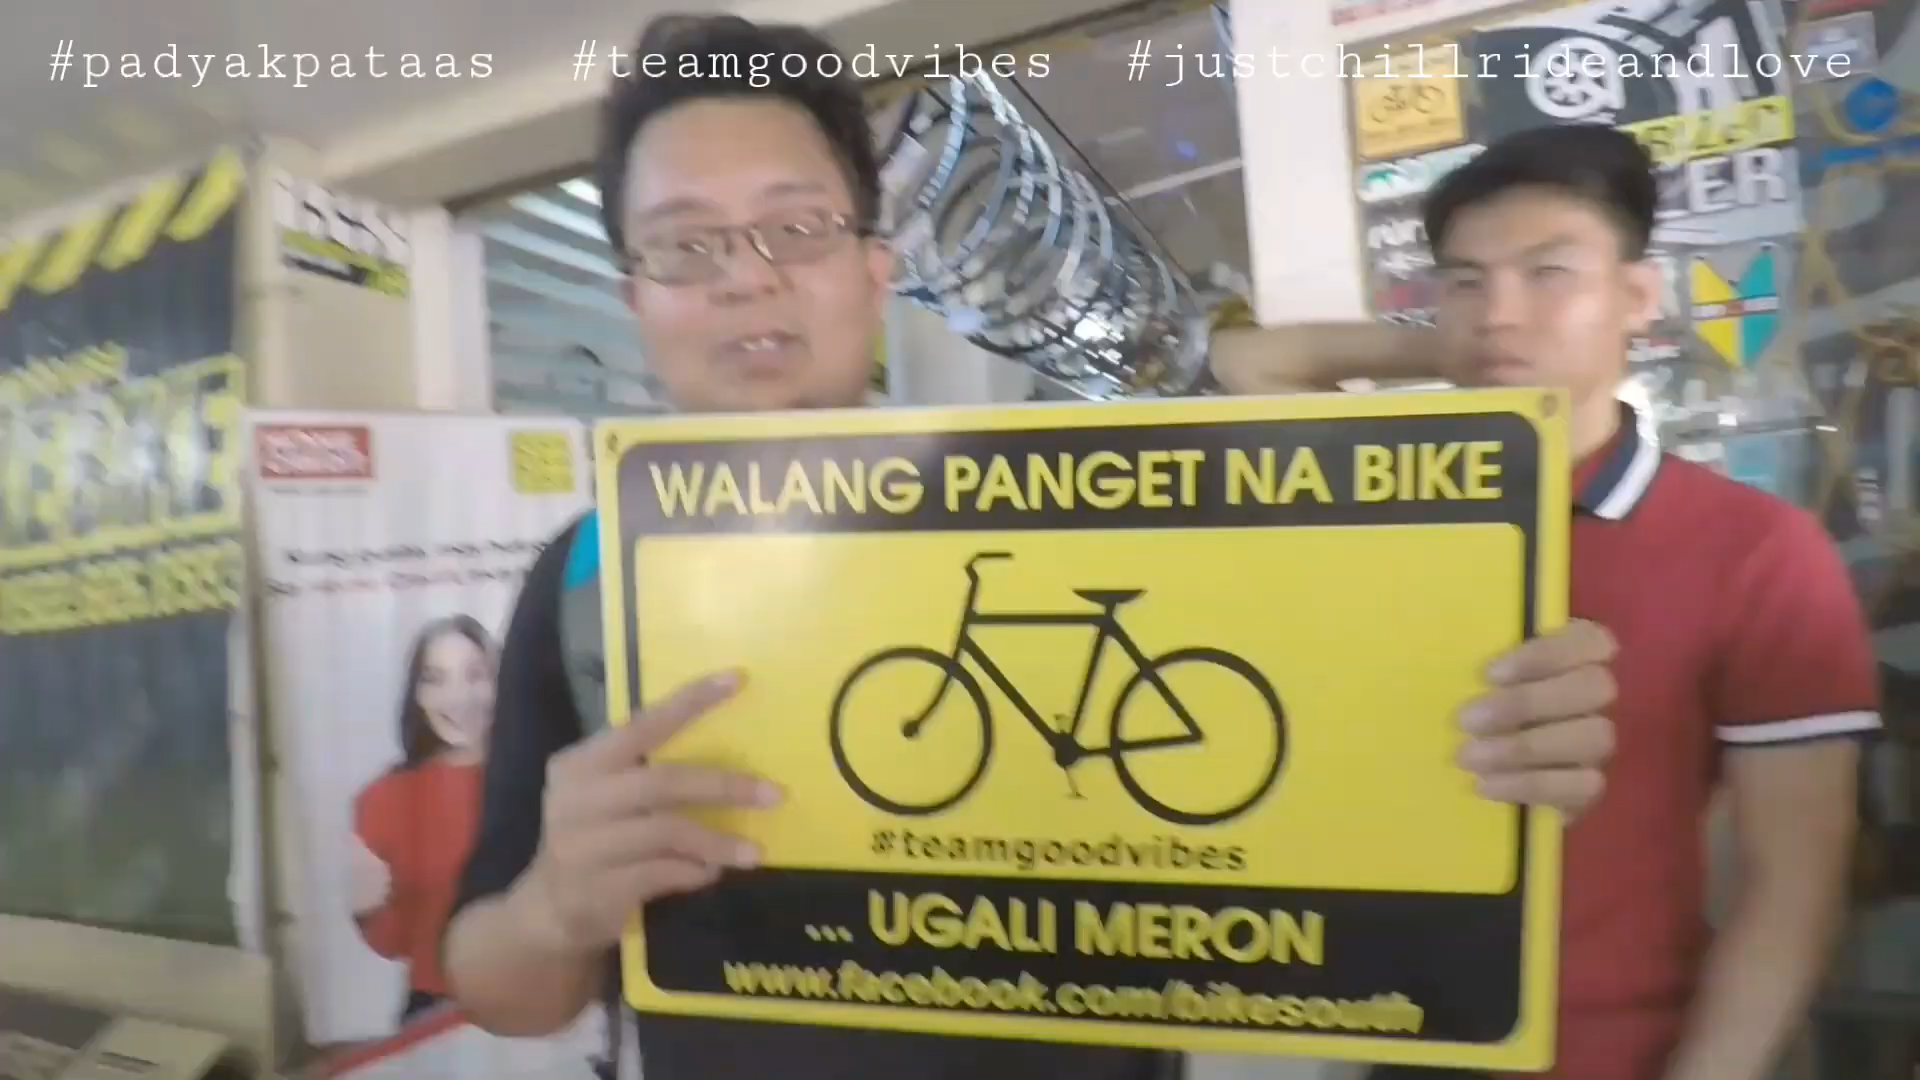 #padyakpataas #teamgoodvibes #justchillrideandlove
WALANG PANGET NA BIKE
#teamgoodvibes
... UGALI MERON
www.facebook.com/bikesouth